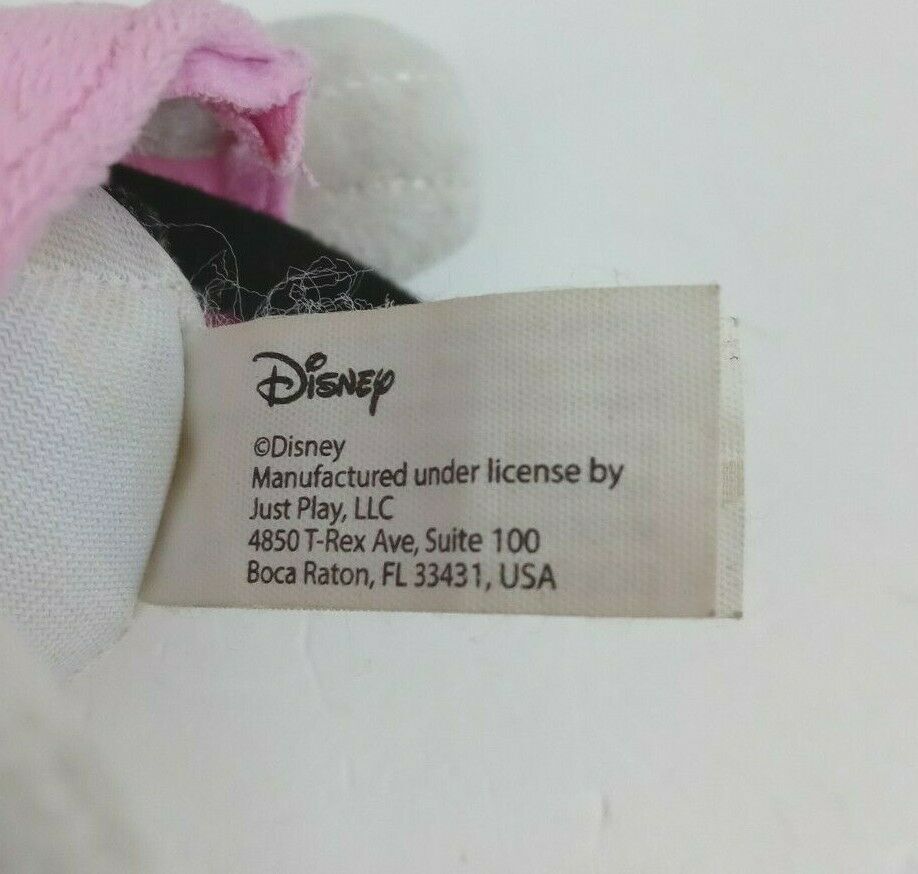 Disney
©Disney
Manufactured under license by
Just Play, LLC
4850 T-Rex Ave, Suite 100
Boca Raton, FL 33431, USA